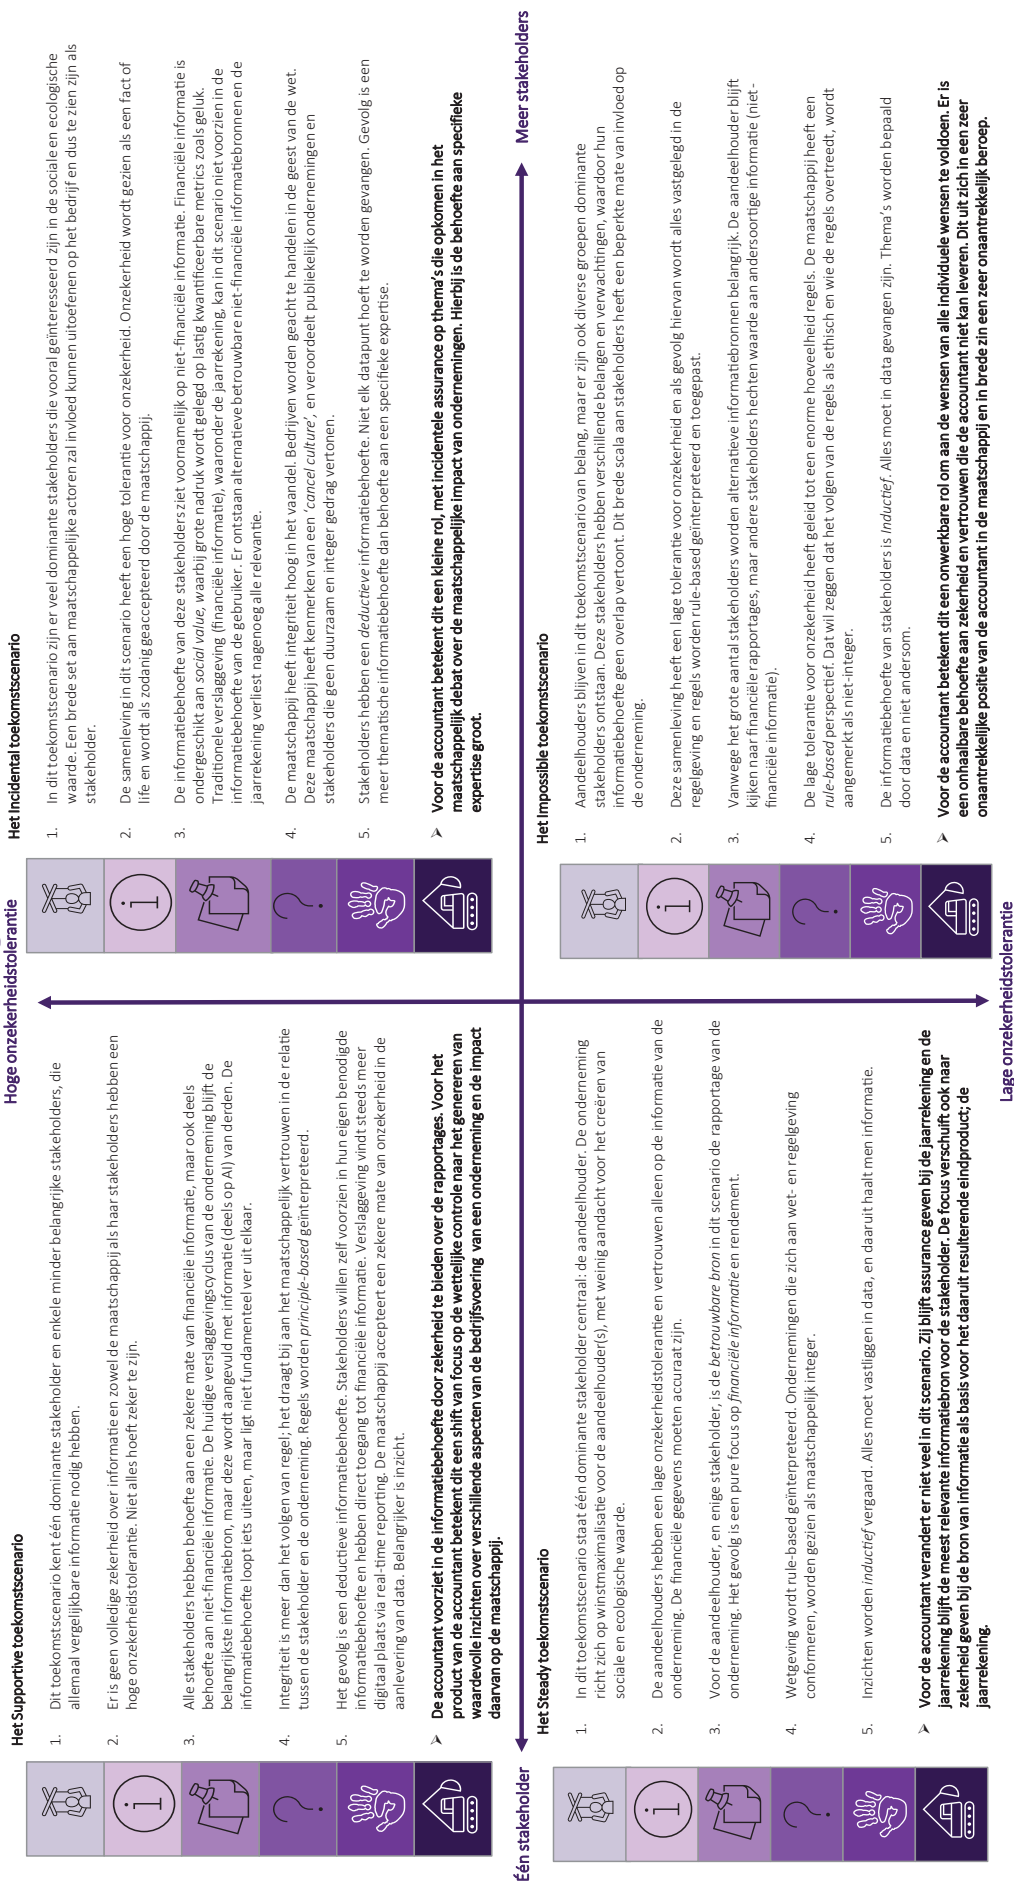 Hoge onzekerheidstolerantie
Het Supportive toekomstscenario
1. Dit toekomstscenario kent één dominante stakeholder en enkele minder belangrijke stakeholders, die
allemaal vergelijkbare informatie nodig hebben.
2. Er is geen volledige zekerheid over informatie en zowel de maatschappij als haar stakeholders hebben een
hoge onzekerheidstolerantie. Niet alles hoeft zeker te zijn.
3. Alle stakeholders hebben behoefte aan een zekere mate van financiële informatie, maar ook deels
behoefte aan niet-financiële informatie. De huidige verslaggevingscyclus van de onderneming blijft de
belangrijkste informatiebron, maar deze wordt aangevuld met informatie (deels op AI) van derden. De
informatiebehoefte loopt iets uiteen, maar ligt niet fundamenteel ver uit elkaar.
4. Integriteit is meer dan het volgen van regel; het draagt bij aan het maatschappelijk vertrouwen in de relatie
tussen de stakeholder en de onderneming. Regels worden principle-based geïnterpreteerd.
5. Het gevolg is een deductieve informatiebehoefte. Stakeholders willen zelf voorzien in hun eigen benodigde
informatiebehoefte en hebben direct toegang tot financiële informatie. Verslaggeving vindt steeds meer
digitaal plaats via real-time reporting. De maatschappij accepteert een zekere mate van onzekerheid in de
aanlevering van data. Belangrijker is inzicht.
➢ De accountant voorziet in de informatiebehoefte door zekerheid te bieden over de rapportages. Voor het
product van de accountant betekent dit een shift van focus op de wettelijke controle naar het genereren van
waardevolle inzichten over verschillende aspecten van de bedrijfsvoering van een onderneming en de impact
daarvan op de maatschappij.
Het Incidental toekomstscenario
1. In dit toekomstscenario zijn er veel dominante stakeholders die vooral geïnteresseerd zijn in de sociale en ecologische
waarde. Een brede set aan maatschappelijke actoren zal invloed kunnen uitoefenen op het bedrijf en dus te zien zijn als
stakeholder.
2. De samenleving in dit scenario heeft een hoge tolerantie voor onzekerheid. Onzekerheid wordt gezien als een fact of
life en wordt als zodanig geaccepteerd door de maatschappij.
3. De informatiebehoefte van deze stakeholders ziet voornamelijk op niet-financiële informatie. Financiële informatie is
ondergeschikt aan social value, waarbij grote nadruk wordt gelegd op lastig kwantificeerbare metrics zoals geluk.
Traditionele verslaggeving (financiële informatie), waaronder de jaarrekening, kan in dit scenario niet voorzien in de
informatiebehoefte van de gebruiker. Er ontstaan alternatieve betrouwbare niet-financiële informatiebronnen en de
jaarrekening verliest nagenoeg alle relevantie.
4. De maatschappij heeft integriteit hoog in het vaandel. Bedrijven worden geacht te handelen in de geest van de wet.
Deze maatschappij heeft kenmerken van een ‘cancel culture’, en veroordeelt publiekelijk ondernemingen en
stakeholders die geen duurzaam en integer gedrag vertonen.
5. Stakeholders hebben een deductieve informatiebehoefte. Niet elk datapunt hoeft te worden gevangen. Gevolg is een
meer thematische informatiebehoefte dan behoefte aan een specifieke expertise.
➢ Voor de accountant betekent dit een kleine rol, met incidentele assurance op thema's die opkomen in het
maatschappelijk debat over de maatschappelijke impact van ondernemingen. Hierbij is de behoefte aan specifieke
expertise groot.
Één stakeholder
Meer stakeholders
Het Steady toekomstscenario
1. In dit toekomstscenario staat één dominante stakeholder centraal: de aandeelhouder. De onderneming
richt zich op winstmaximalisatie voor de aandeelhouder(s), met weinig aandacht voor het creëren van
sociale en ecologische waarde.
2. De aandeelhouders hebben een lage onzekerheidstolerantie en vertrouwen alleen op de informatie van de
onderneming. De financiële gegevens moeten accuraat zijn.
3. Voor de aandeelhouder, en enige stakeholder, is de betrouwbare bron in dit scenario de rapportage van de
onderneming. Het gevolg is een pure focus op financiële informatie en rendement.
4. Wetgeving wordt rule-based geïnterpreteerd. Ondernemingen die zich aan wet- en regelgeving
conformeren, worden gezien als maatschappelijk integer.
5. Inzichten worden inductief vergaard. Alles moet vastliggen in data, en daaruit haalt men informatie.
➢ Voor de accountant verandert er niet veel in dit scenario. Zij blijft assurance geven bij de jaarrekening en de
jaarrekening blijft de meest relevante informatiebron voor de stakeholder. De focus verschuift ook naar
zekerheid geven bij de bron van informatie als basis voor het daaruit resulterende eindproduct; de
jaarrekening.
Het Impossible toekomstscenario
1. Aandeelhouders blijven in dit toekomstscenario van belang, maar er zijn ook diverse groepen dominante
stakeholders ontstaan. Deze stakeholders hebben verschillende belangen en verwachtingen, waardoor hun
informatiebehoefte geen overlap vertoont. Dit brede scala aan stakeholders heeft een beperkte mate van invloed op
de onderneming.
2. Deze samenleving heeft een lage tolerantie voor onzekerheid en als gevolg hiervan wordt alles vastgelegd in de
regelgeving en regels worden rule-based geïnterpreteerd en toegepast.
3. Vanwege het grote aantal stakeholders worden alternatieve informatiebronnen belangrijk. De aandeelhouder blijft
kijken naar financiële rapportages, maar andere stakeholders hechten waarde aan andersoortige informatie (niet-
financiële informatie).
4. De lage tolerantie voor onzekerheid heeft geleid tot een enorme hoeveelheid regels. De maatschappij heeft een
rule-based perspectief. Dat wil zeggen dat het volgen van de regels als ethisch en wie de regels overtreedt, wordt
aangemerkt als niet-integer.
5. De informatiebehoefte van stakeholders is inductief. Alles moet in data gevangen zijn. Thema's worden bepaald
door data en niet andersom.
➢ Voor de accountant betekent dit een onwerkbare rol om aan de wensen van alle individuele wensen te voldoen. Er is
een onhaalbare behoefte aan zekerheid en vertrouwen die de accountant niet kan leveren. Dit uit zich in een zeer
onaantrekkelijke positie van de accountant in de maatschappij en in brede zin een zeer onaantrekkelijk beroep.
Lage onzekerheidstolerantie